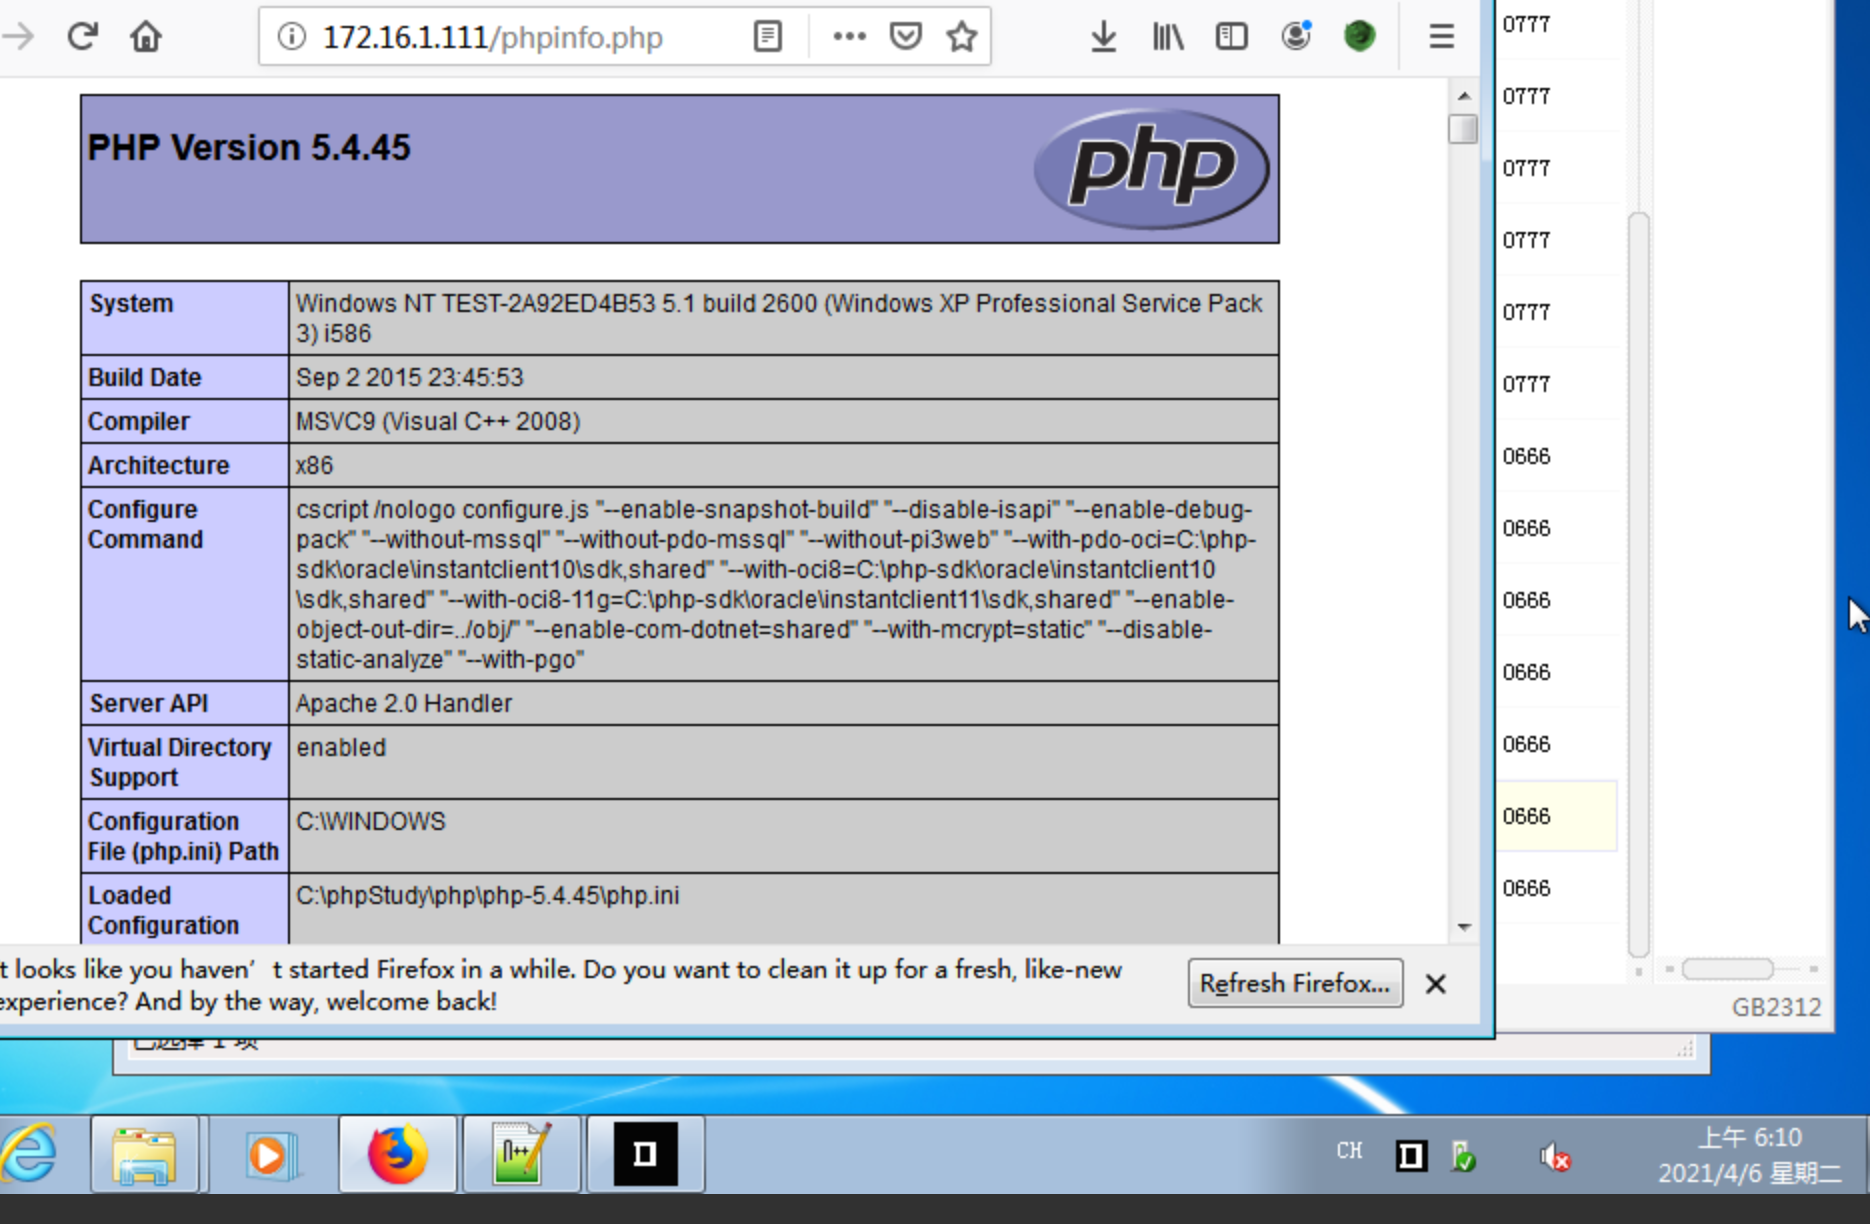 172.16.1.111/phpinfo.php
PHP Version 5.4.45
php
System
Windows NT TEST-2A92ED4B53 5.1 build 2600 (Windows XP Professional Service Pack
3) i586
Build Date
Sep 2 2015 23:45:53
Compiler
MSVC9 (Visual C++ 2008)
Architecture
x86
Configure
Command
cscript /nologo configure.js "--enable-snapshot-build" "--disable-isapi" "--enable-debug-
pack" "--without-mssql" "--without-pdo-mssql" "--without-pi3web" "--with-pdo-oci=C:\php-
sdk\oracle\instantclient10\sdk,shared" "--with-oci8=C:\php-sdk\oracle\instantclient10
\sdk,shared" "--with-oci8-11g=C:\php-sdk\oracle\instantclient11\sdk,shared" "--enable-
object-out-dir=../obj/" "--enable-com-dotnet=shared" "--with-mcrypt=static" "--disable-
static-analyze" "--with-pgo"
Server API
Apache 2.0 Handler
Virtual Directory
Support
enabled
Configuration
File (php.ini) Path
C:\WINDOWS
Loaded
Configuration
C:\phpStudy\php\php-5.4.45\php.ini
t looks like you haven't started Firefox in a while. Do you want to clean it up for a fresh, like-new
experience? And by the way, welcome back!
Refresh Firefox...
0777
0777
0777
0777
0777
0777
0666
0666
0666
0666
0666
0666
0666
GB2312
已选择 1 项
CH
上午 6:10
2021/4/6 星期二